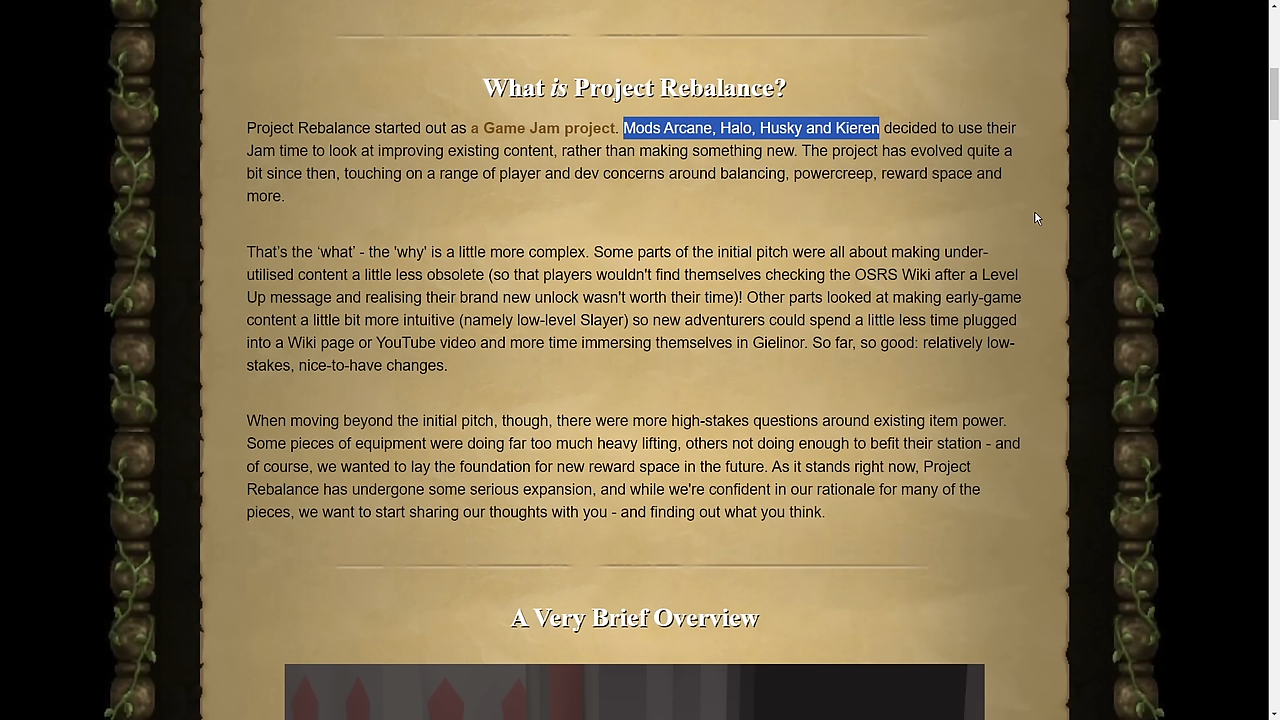 What is Project Rebalance?
Project Rebalance started out as a Game Jam project. Mods Arcane, Halo, Husky and Kieren decided to use their
Jam time to look at improving existing content, rather than making something new. The project has evolved quite a
bit since then, touching on a range of player and dev concerns around balancing, powercreep, reward space and
more.
That’s the ‘what’ - the 'why' is a little more complex. Some parts of the initial pitch were all about making under-
utilised content a little less obsolete (so that players wouldn't find themselves checking the OSRS Wiki after a Level
Up message and realising their brand new unlock wasn't worth their time)! Other parts looked at making early-game
content a little bit more intuitive (namely low-level Slayer) so new adventurers could spend a little less time plugged
into a Wiki page or YouTube video and more time immersing themselves in Gielinor. So far, so good: relatively low-
stakes, nice-to-have changes.
When moving beyond the initial pitch, though, there were more high-stakes questions around existing item power.
Some pieces of equipment were doing far too much heavy lifting, others not doing enough to befit their station - and
of course, we wanted to lay the foundation for new reward space in the future. As it stands right now, Project
Rebalance has undergone some serious expansion, and while we're confident in our rationale for many of the
pieces, we want to start sharing our thoughts with you - and finding out what you think.
A Very Brief Overview